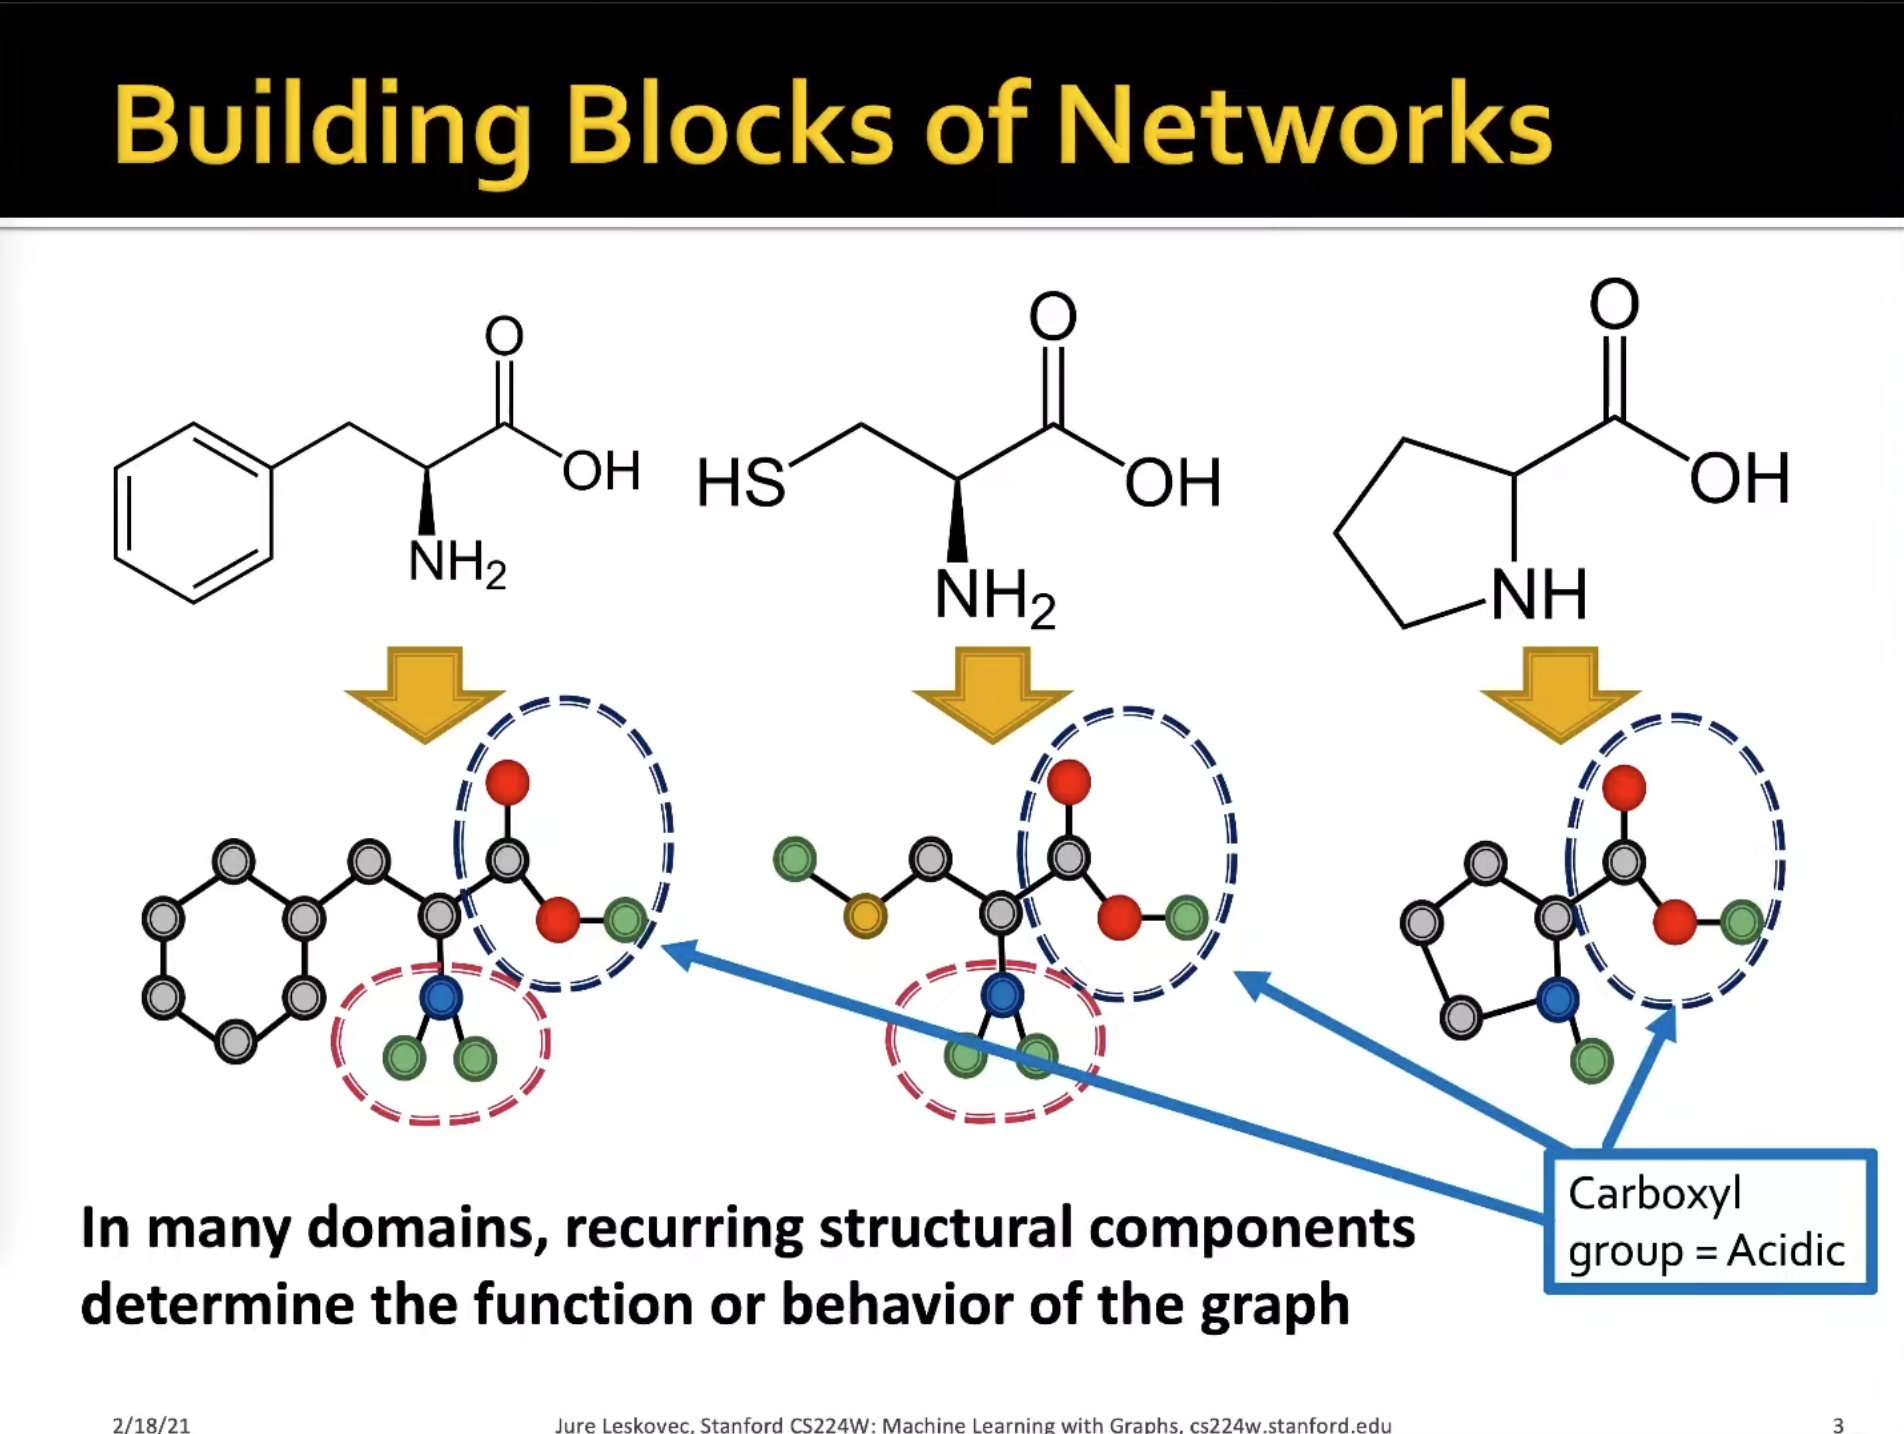 Building Blocks of Networks
O
OH
NH2
O
HS
OH
NH2
O
OH
NH
Carboxyl
group = Acidic
In many domains, recurring structural components
determine the function or behavior of the graph
2/18/21
Jure Leskovec, Stanford CS224W: Machine Learning with Graphs, cs224w.stanford.edu
3